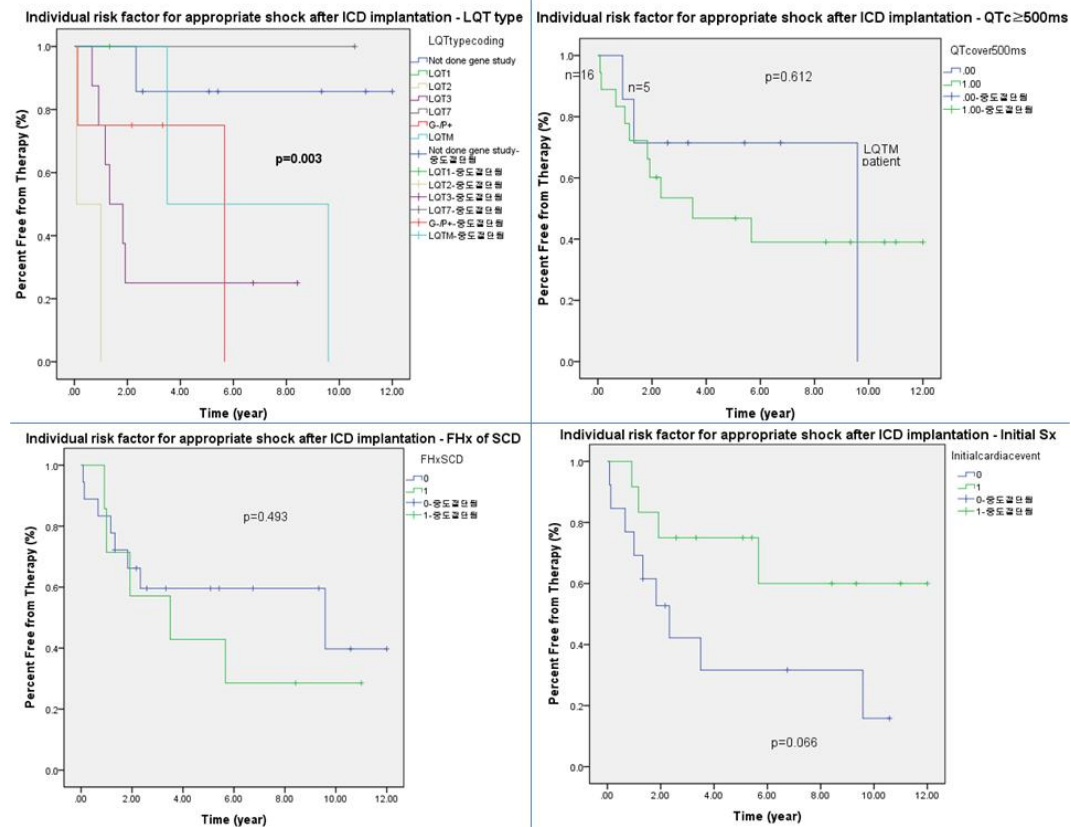 Individual risk factor for appropriate shock after ICD implantation - LQT type
LQTtypecoding
Not done gene study
LQT1
LQT2
LQT3
LQT7
G-/P+
LQTM
Not done gene study-
중도절단됨
LQT1-중도절단됨
LQT2-중도절단됨
LQT3-중도절단됨
LQT7-중도절단됨
G-/P+-중도절단됨
LQTM-중도절단됨
p=0.003
Percent Free from Therapy (%)
1.0
0.8
0.6
0.4
0.2
0.0
.00 2.00 4.00 6.00 8.00 10.00 12.00
Time (year)
Individual risk factor for appropriate shock after ICD implantation - QTc≥500ms
QTcover500ms
.00
1.00
.00-중도절단됨
1.00-중도절단됨
n=16
n=5
p=0.612
LQTM
patient
Percent Free from Therapy (%)
1.0
0.8
0.6
0.4
0.2
0.0
.00 2.00 4.00 6.00 8.00 10.00 12.00
Time (year)
Individual risk factor for appropriate shock after ICD implantation - FHx of SCD
FHxSCD
0
1
0-중도절단됨
1-중도절단됨
p=0.493
Percent Free from Therapy (%)
1.0
0.8
0.6
0.4
0.2
0.0
.00 2.00 4.00 6.00 8.00 10.00 12.00
Time (year)
Individual risk factor for appropriate shock after ICD implantation - Initial Sx
Initialcardiacevent
0
1
0-중도절단됨
1-중도절단됨
p=0.066
Percent Free from Therapy (%)
1.0
0.8
0.6
0.4
0.2
0.0
.00 2.00 4.00 6.00 8.00 10.00 12.00
Time (year)